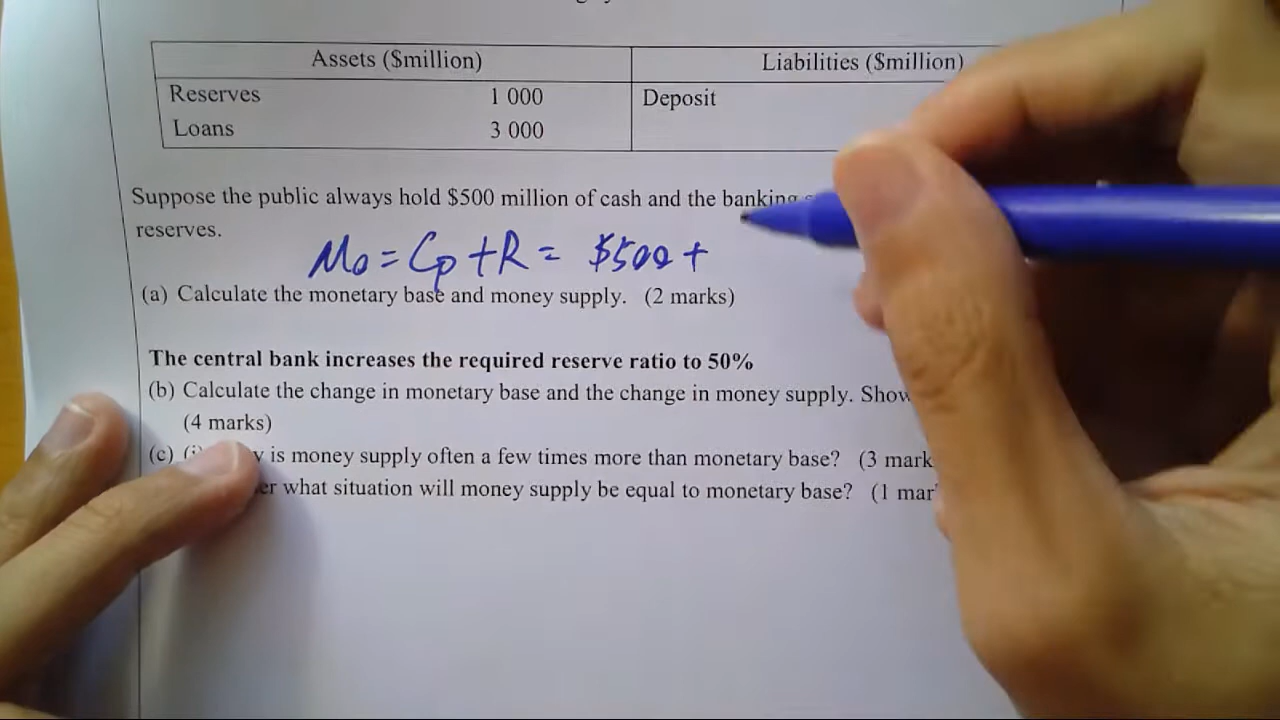 Assets ($million) Liabilities ($million)
Reserves 1 000 Deposit
Loans 3 000
Suppose the public always hold $500 million of cash and the banking
reserves.
M₀ = Cp + R = $500 +
(a) Calculate the monetary base and money supply. (2 marks)
The central bank increases the required reserve ratio to 50%
(b) Calculate the change in monetary base and the change in money supply. Show
(4 marks)
(c) (i) is money supply often a few times more than monetary base? (3 mark
what situation will money supply be equal to monetary base? (1 mar